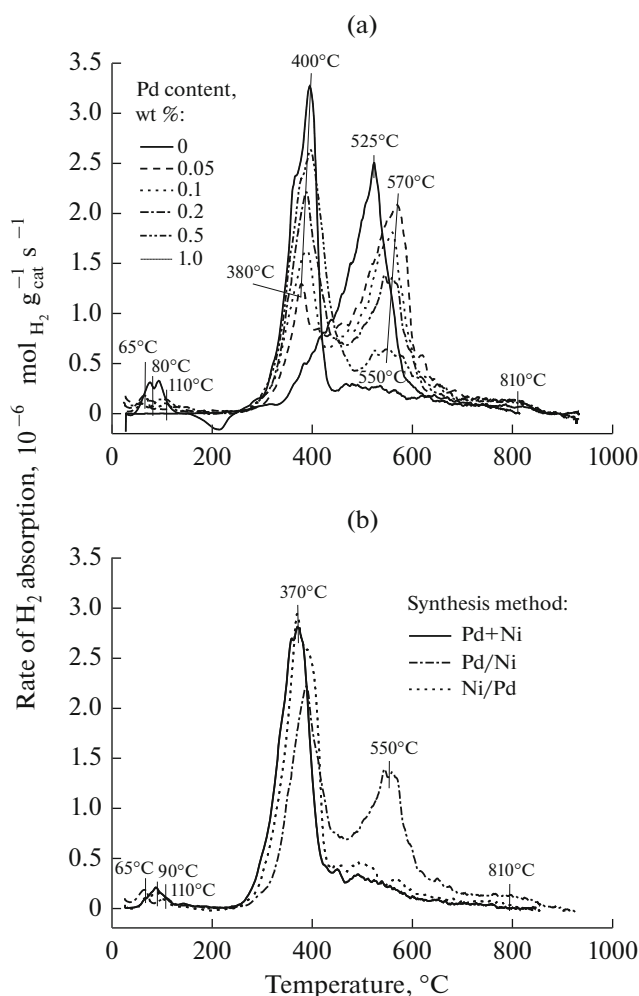 (a)
3.5
3.0
2.5
2.0
1.5
1.0
0.5
0
0
200
400
600
800
1000
Pd content,
wt %:
0
0.05
0.1
0.2
0.5
1.0
400°C
525°C
570°C
380°C
65°C
80°C
110°C
550°C
810°C
Rate of H₂ absorption, 10⁻⁶ mol H₂ g⁻¹cat s⁻¹
(b)
3.5
3.0
2.5
2.0
1.5
1.0
0.5
0
0
200
400
600
800
1000
370°C
Synthesis method:
Pd+Ni
Pd/Ni
Ni/Pd
550°C
65°C
90°C
110°C
810°C
Temperature, °C